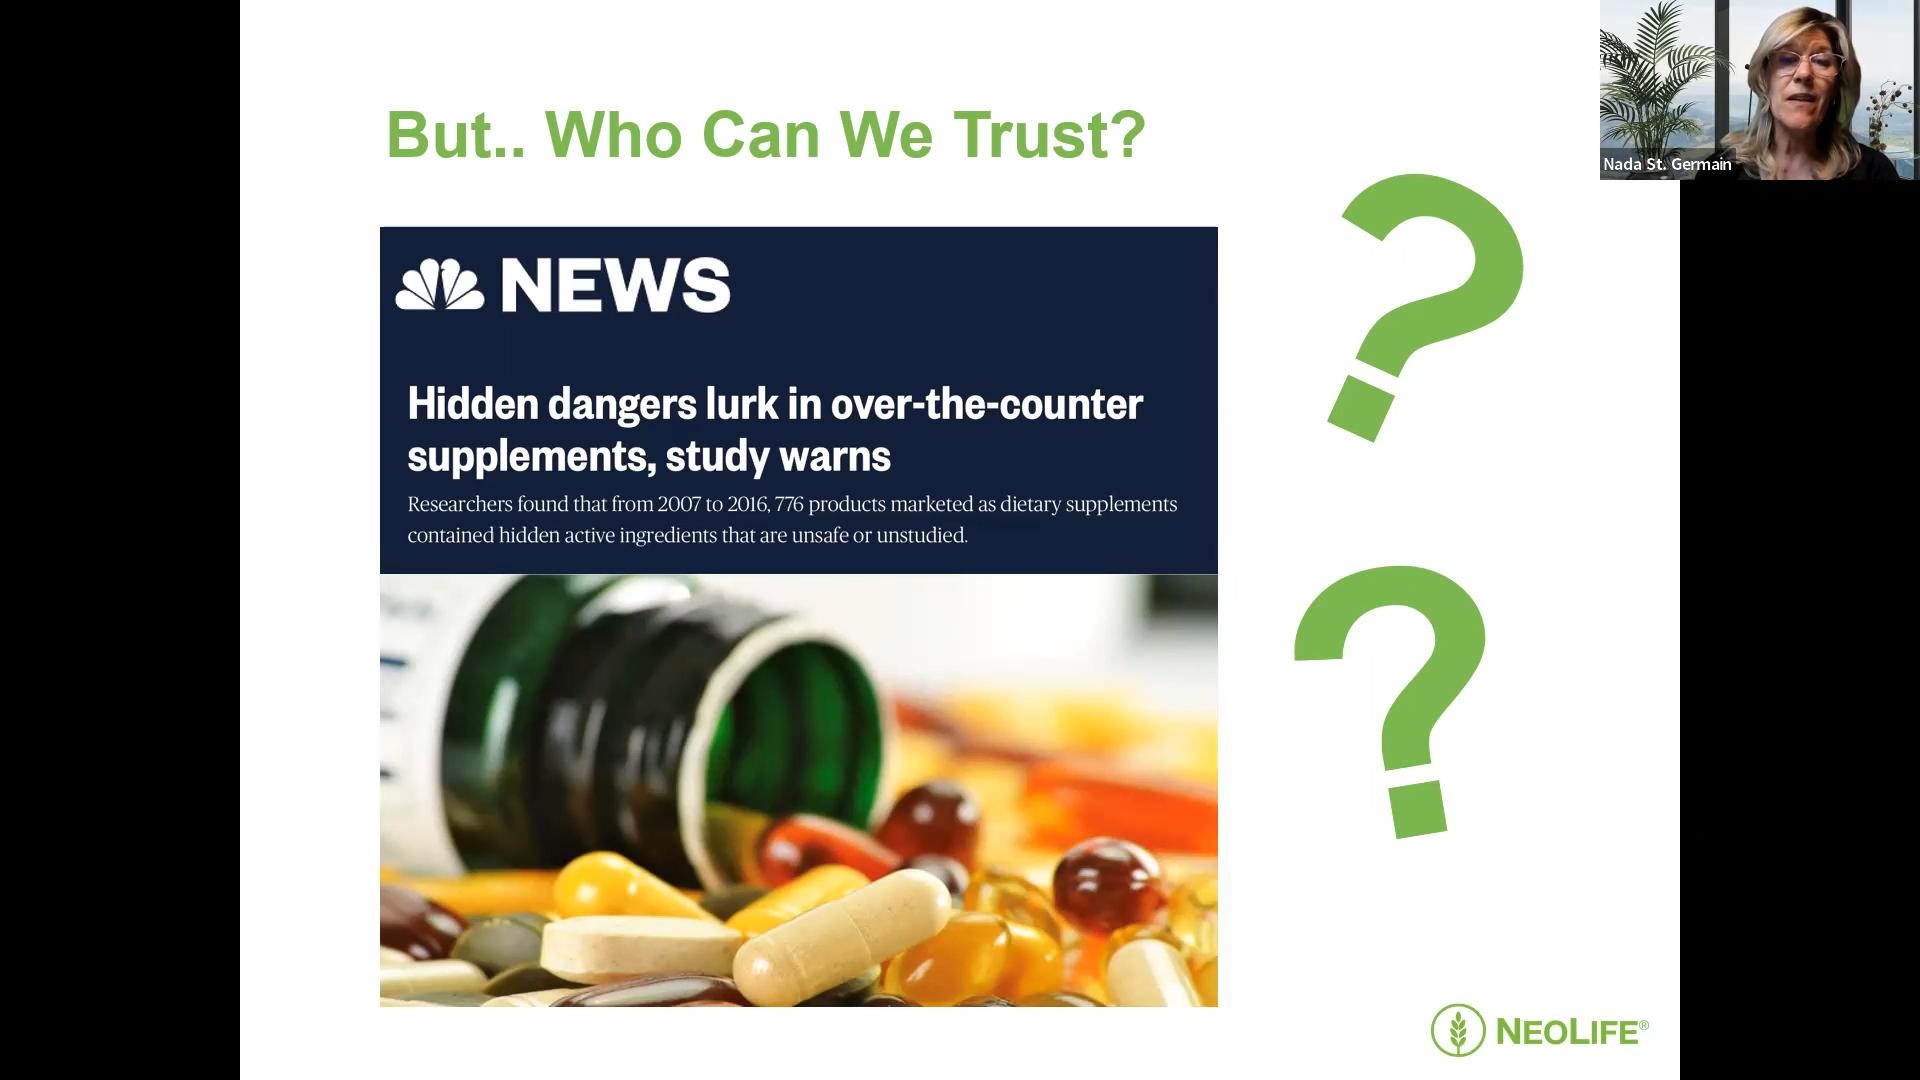 But.. Who Can We Trust?
Nada St. Germain
NEWS
Hidden dangers lurk in over-the-counter
supplements, study warns
Researchers found that from 2007 to 2016, 776 products marketed as dietary supplements
contained hidden active ingredients that are unsafe or unstudied.
?
?
NEOLIFE®